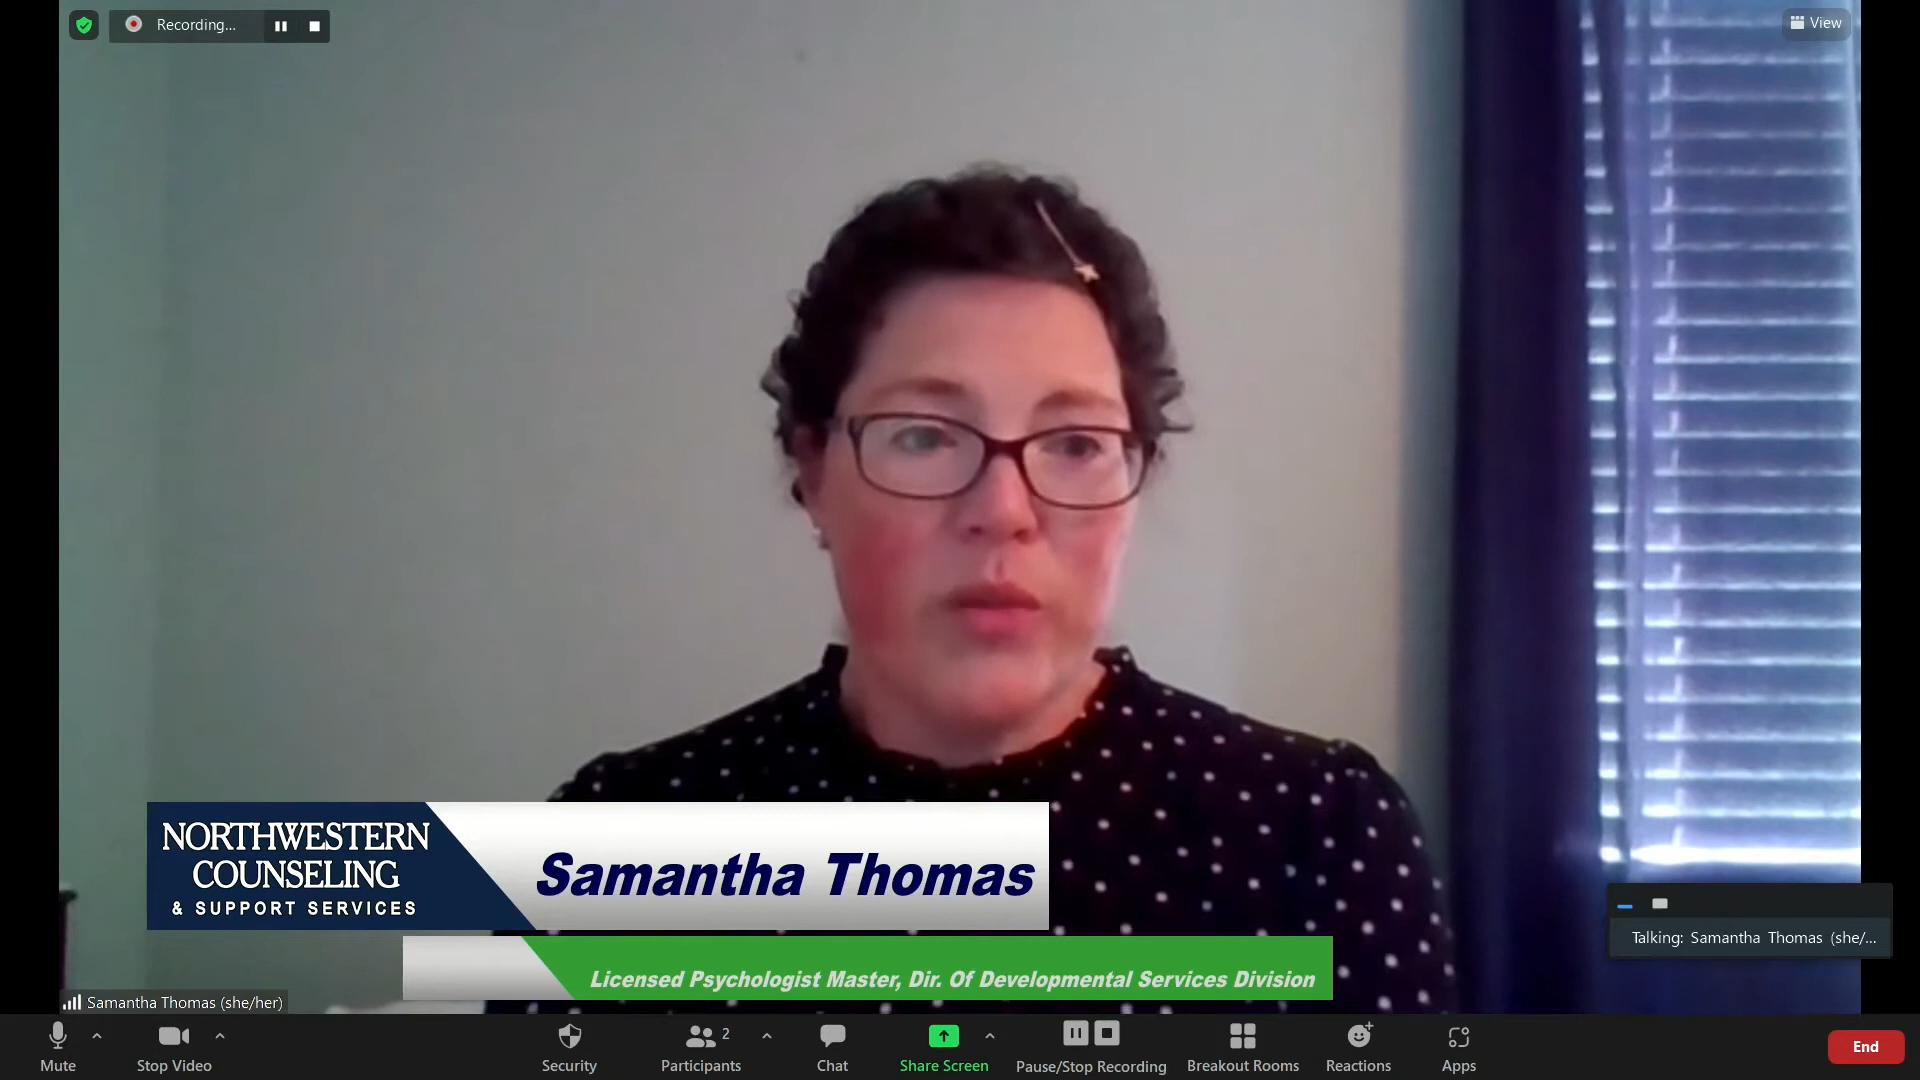 Recording...
View
NORTHWESTERN
COUNSELING
& SUPPORT SERVICES
Samantha Thomas
Licensed Psychologist Master, Dir. Of Developmental Services Division
Talking: Samantha Thomas (she/...
Samantha Thomas (she/her)
Mute
Stop Video
Security
Participants
2
Chat
Share Screen
Pause/Stop Recording
Breakout Rooms
Reactions
Apps
End